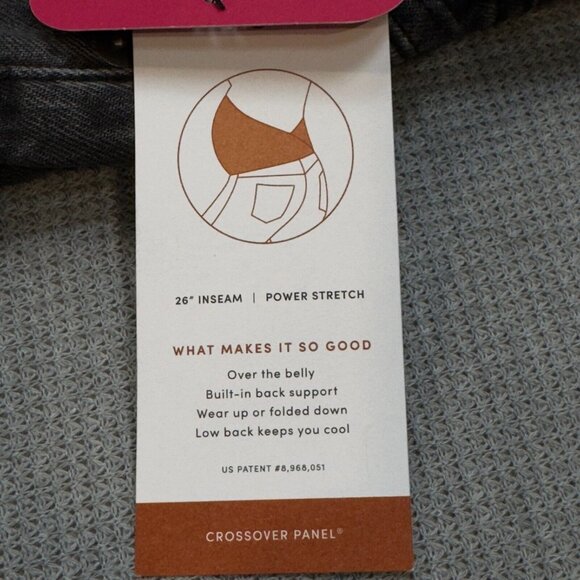 26" INSEAM | POWER STRETCH
WHAT MAKES IT SO GOOD
Over the belly
Built-in back support
Wear up or folded down
Low back keeps you cool
US PATENT #8,968,051
CROSSOVER PANEL®